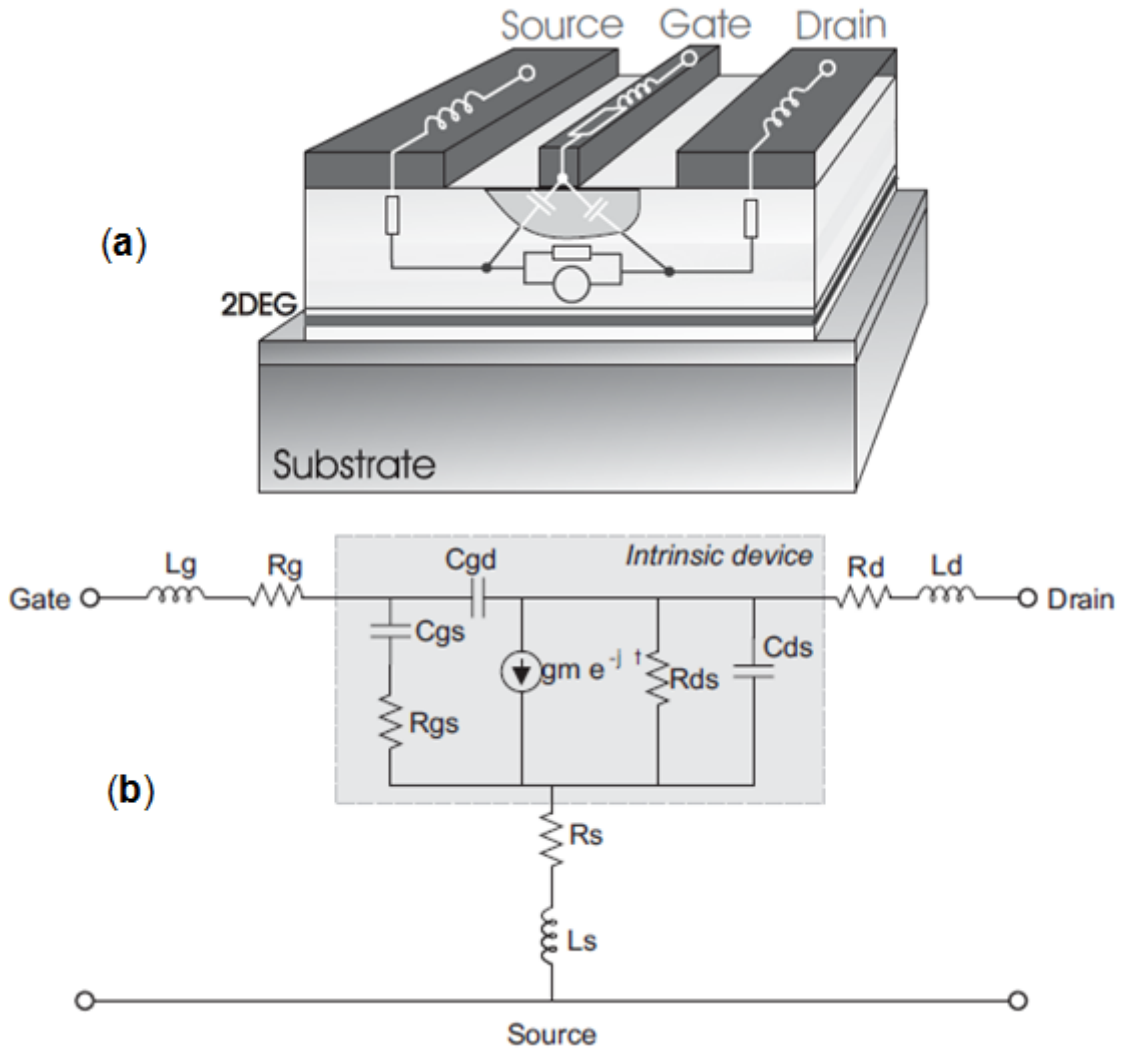 Source Gate Drain
(a)
2DEG
Substrate
Intrinsic device
Lg Rg Cgd Rd Ld
Gate Drain
Cgs gm e -j t Rds Cds
Rgs
(b)
Rs
Ls
Source